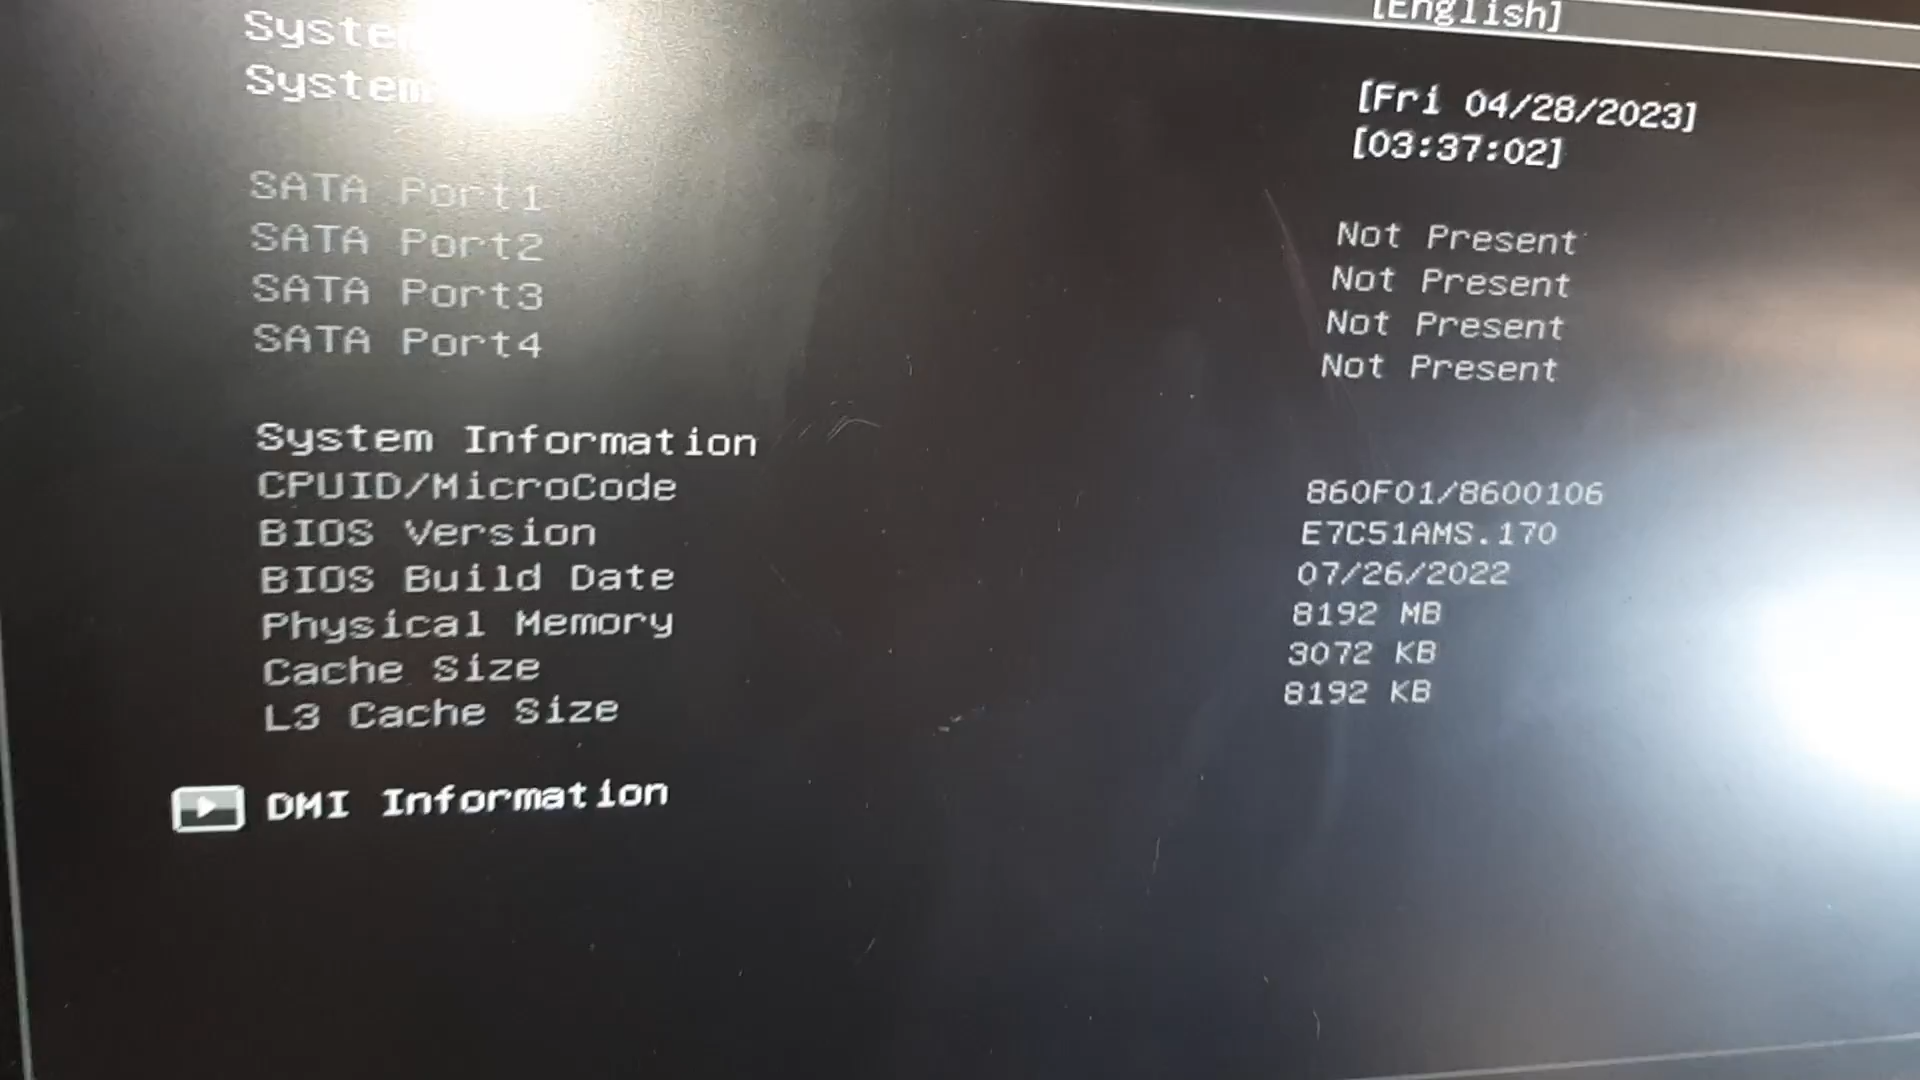 [English]
System
System
[Fri 04/28/2023]
[03:37:02]
SATA Port1 Not Present
SATA Port2 Not Present
SATA Port3 Not Present
SATA Port4 Not Present
System Information
CPUID/MicroCode 860F01/8600106
BIOS Version E7C51AMS.170
BIOS Build Date 07/26/2022
Physical Memory 8192 MB
Cache Size 3072 KB
L3 Cache Size 8192 KB
DMI Information